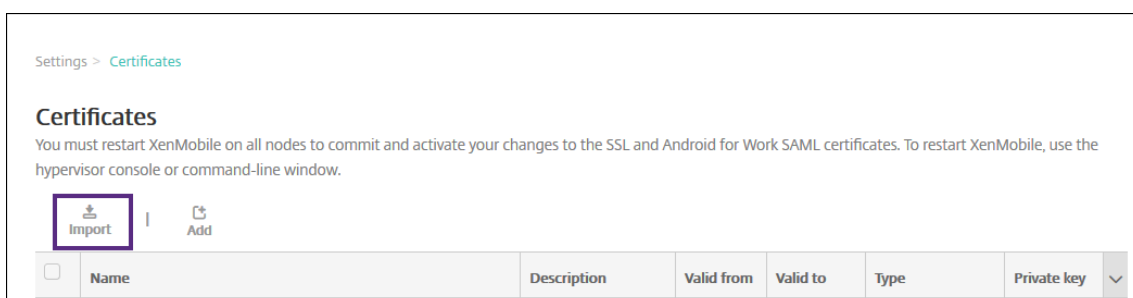 Settings > Certificates
Certificates
You must restart XenMobile on all nodes to commit and activate your changes to the SSL and Android for Work SAML certificates. To restart XenMobile, use the
hypervisor console or command-line window.
Import | Add
Name Description Valid from Valid to Type Private key